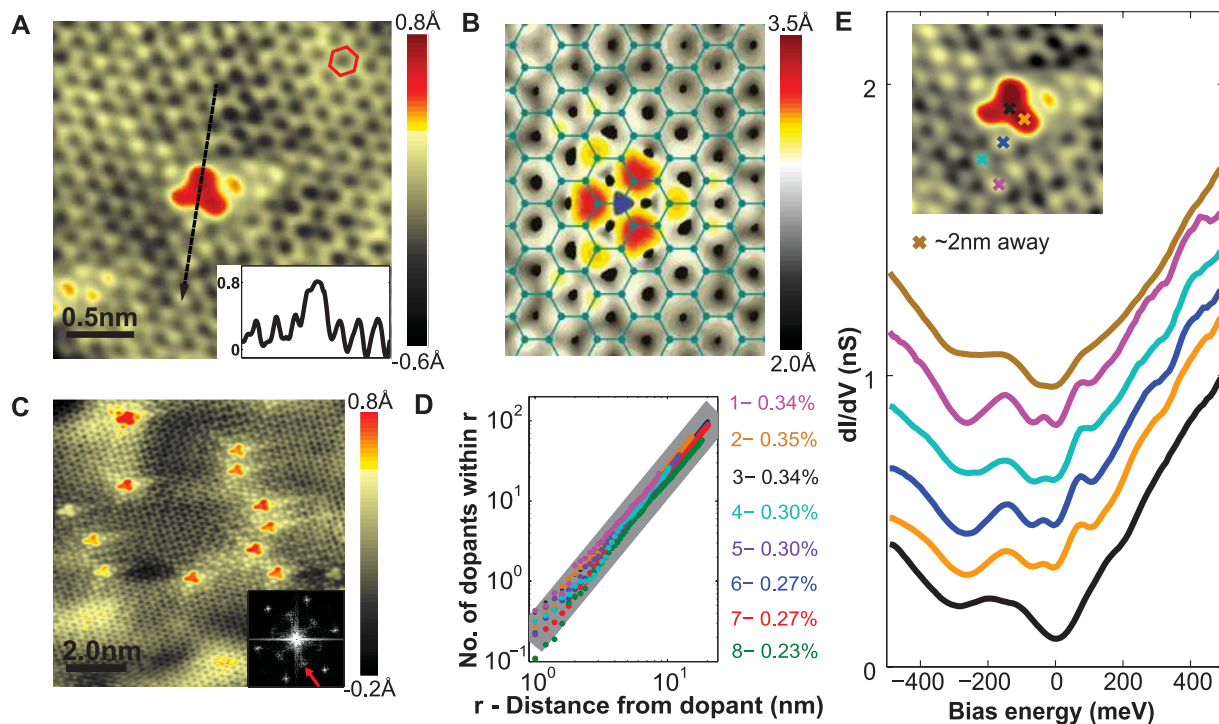 A
0.8Å
-0.6Å
0.5nm
0.8
0
B
3.5Å
2.0Å
C
0.8Å
-0.2Å
2.0nm
D
No. of dopants within r
10²
10¹
10⁰
10⁻¹
10⁰
10¹
r - Distance from dopant (nm)
1- 0.34%
2- 0.35%
3- 0.34%
4- 0.30%
5- 0.30%
6- 0.27%
7- 0.27%
8- 0.23%
E
~2nm away
dI/dV (nS)
2
1
0
−400
−200
0
200
400
Bias energy (meV)